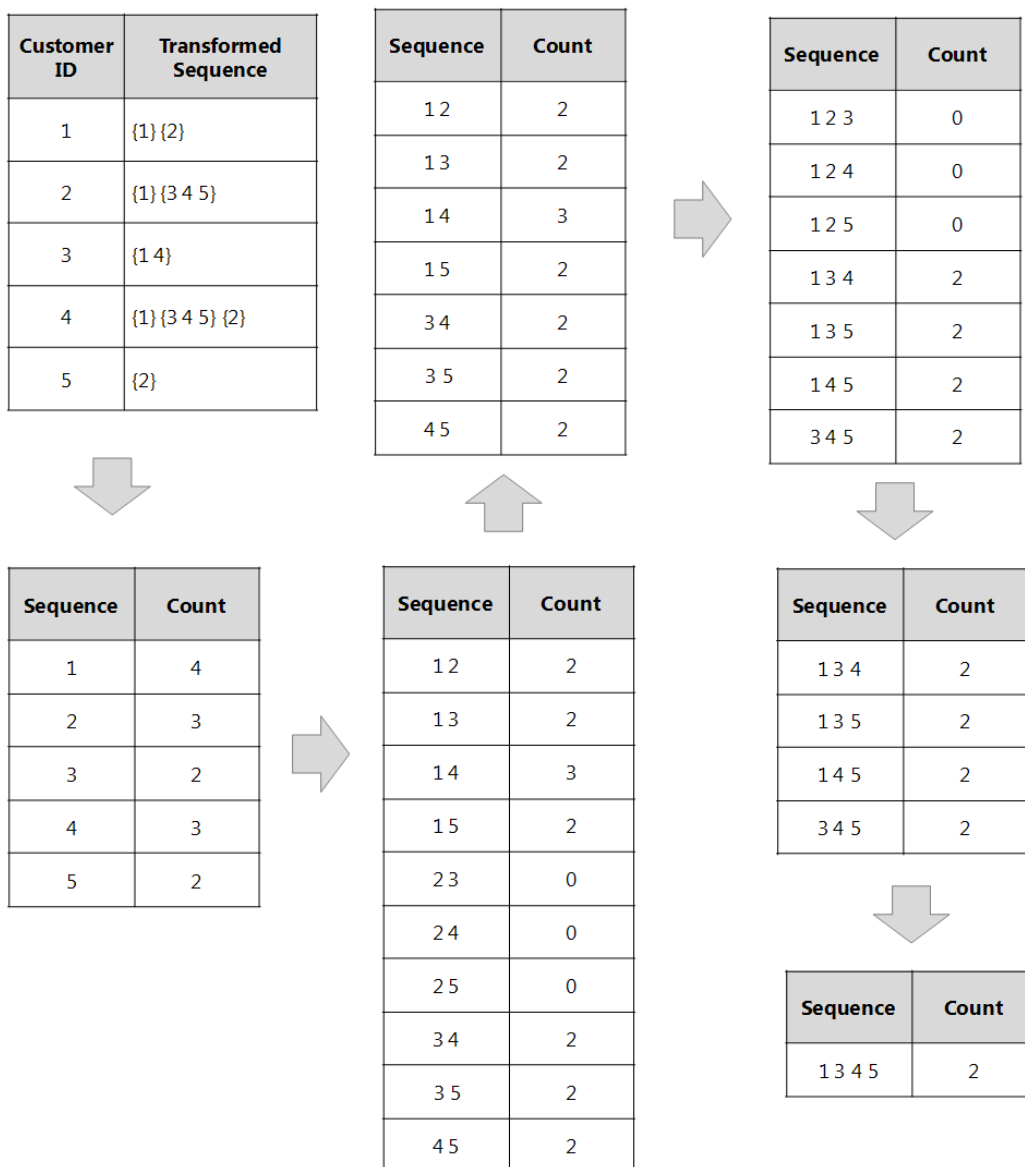 Customer ID Transformed Sequence
1 {1} {2}
2 {1} {3 4 5}
3 {1 4}
4 {1} {3 4 5} {2}
5 {2}
Sequence Count
1 4
2 3
3 2
4 3
5 2
Sequence Count
1 2 2
1 3 2
1 4 3
1 5 2
2 3 0
2 4 0
2 5 0
3 4 2
3 5 2
4 5 2
Sequence Count
1 2 2
1 3 2
1 4 3
1 5 2
3 4 2
3 5 2
4 5 2
Sequence Count
1 2 3 0
1 2 4 0
1 2 5 0
1 3 4 2
1 3 5 2
1 4 5 2
3 4 5 2
Sequence Count
1 3 4 2
1 3 5 2
1 4 5 2
3 4 5 2
Sequence Count
1 3 4 5 2